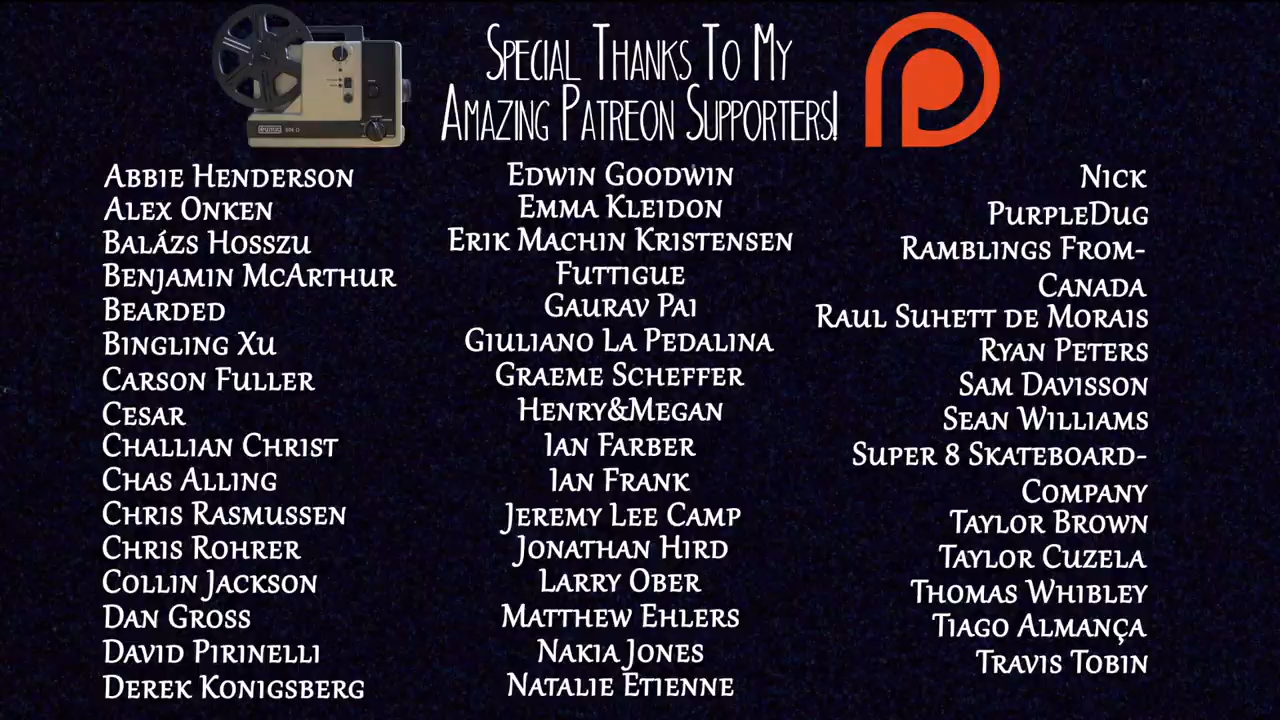 Special Thanks To My
Amazing Patreon Supporters!
Abbie Henderson
Alex Onken
Balázs Hosszu
Benjamin McArthur
Bearded
Bingling Xu
Carson Fuller
Cesar
Challian Christ
Chas Alling
Chris Rasmussen
Chris Rohrer
Collin Jackson
Dan Gross
David Pirinelli
Derek Konigsberg
Edwin Goodwin
Emma Kleidon
Erik Machin Kristensen
Futtigue
Gaurav Pai
Giuliano La Pedalina
Graeme Scheffer
Henry&Megan
Ian Farber
Ian Frank
Jeremy Lee Camp
Jonathan Hird
Larry Ober
Matthew Ehlers
Nakia Jones
Natalie Etienne
Nick
PurpleDug
Ramblings From-
Canada
Raul Suhett de Morais
Ryan Peters
Sam Davisson
Sean Williams
Super 8 Skateboard-
Company
Taylor Brown
Taylor Cuzela
Thomas Whibley
Tiago Almança
Travis Tobin